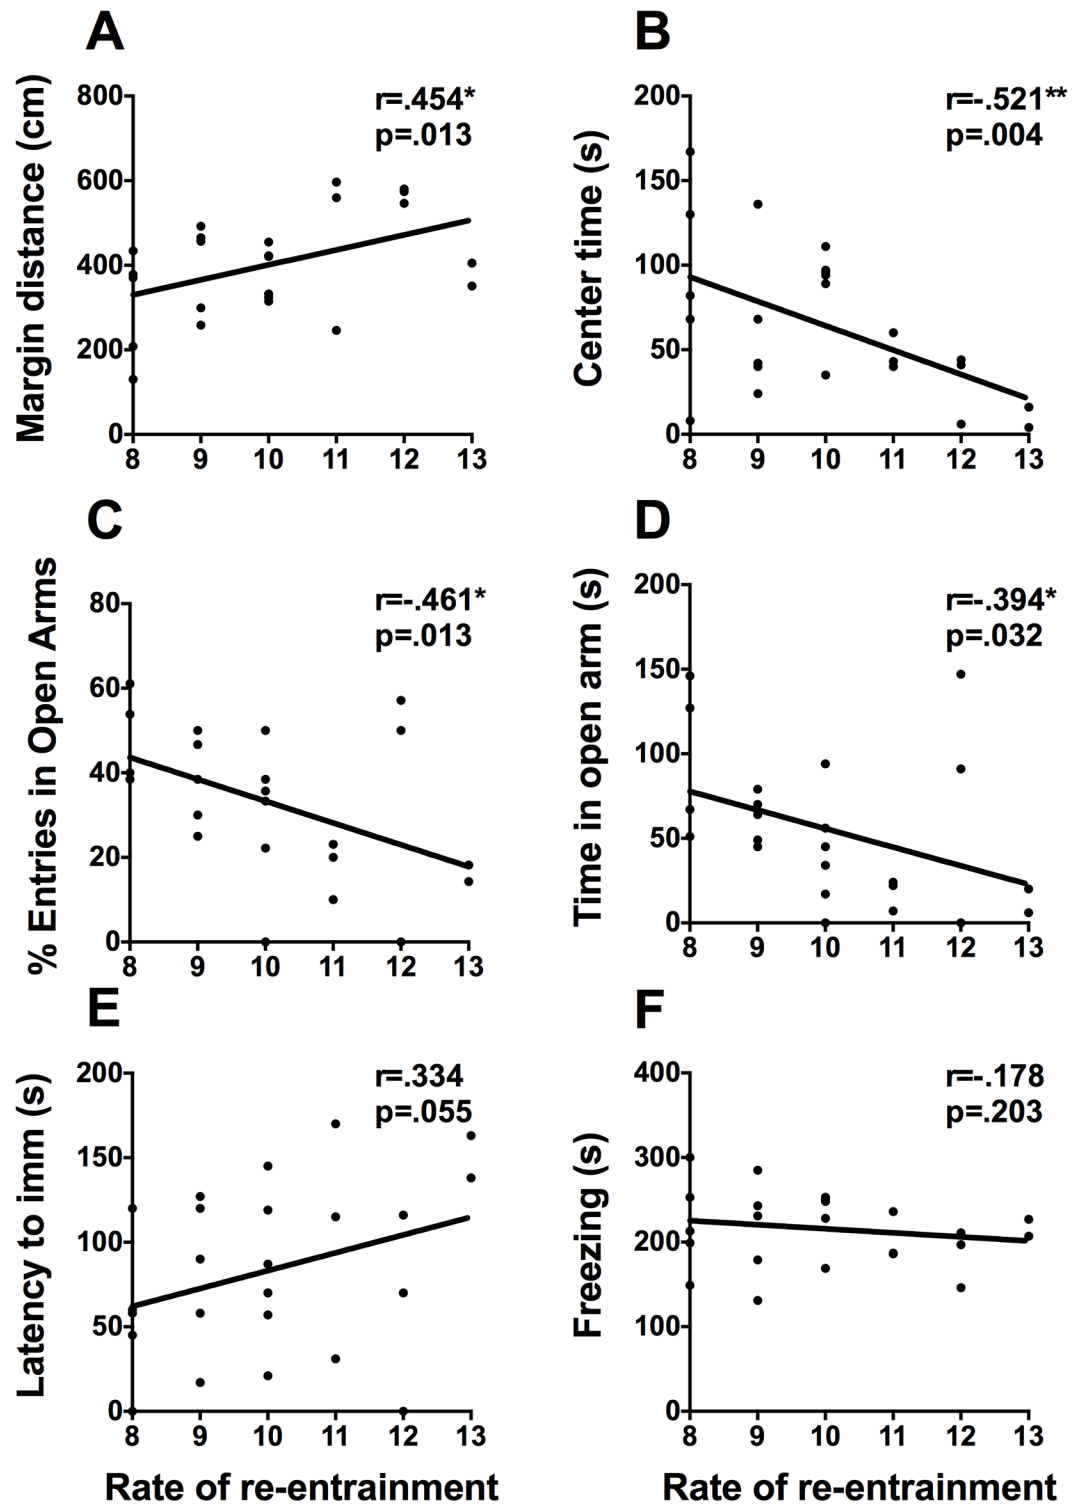 A
Margin distance (cm)
800
600
400
200
0
r=.454*
p=.013
8 9 10 11 12 13
B
Center time (s)
200
150
100
50
0
r=-.521**
p=.004
8 9 10 11 12 13
C
% Entries in Open Arms
80
60
40
20
0
r=-.461*
p=.013
8 9 10 11 12 13
D
Time in open arm (s)
200
150
100
50
0
r=-.394*
p=.032
8 9 10 11 12 13
E
Latency to imm (s)
200
150
100
50
0
r=.334
p=.055
8 9 10 11 12 13
Rate of re-entrainment
F
Freezing (s)
400
300
200
100
0
r=-.178
p=.203
8 9 10 11 12 13
Rate of re-entrainment